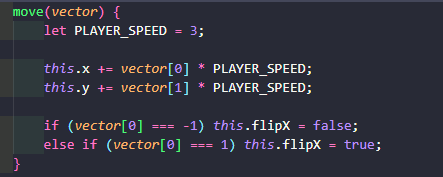 move(vector) {
    let PLAYER_SPEED = 3;

    this.x += vector[0] * PLAYER_SPEED;
    this.y += vector[1] * PLAYER_SPEED;

    if (vector[0] === -1) this.flipX = false;
    else if (vector[0] === 1) this.flipX = true;
}